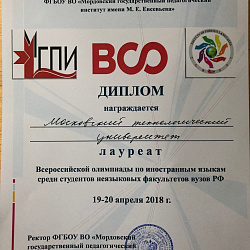 ФГБОУ ВО «Мордовский государственный педагогический
институт имени М. Е. Евсевьева»
МГПИ
ВСО
ДИПЛОМ
награждается
Московский технологический
университет
лауреат
Всероссийской олимпиады по иностранным языкам
среди студентов неязыковых факультетов вузов РФ
19-20 апреля 2018 г.
Ректор ФГБОУ ВО «Мордовский
государственный педагогический